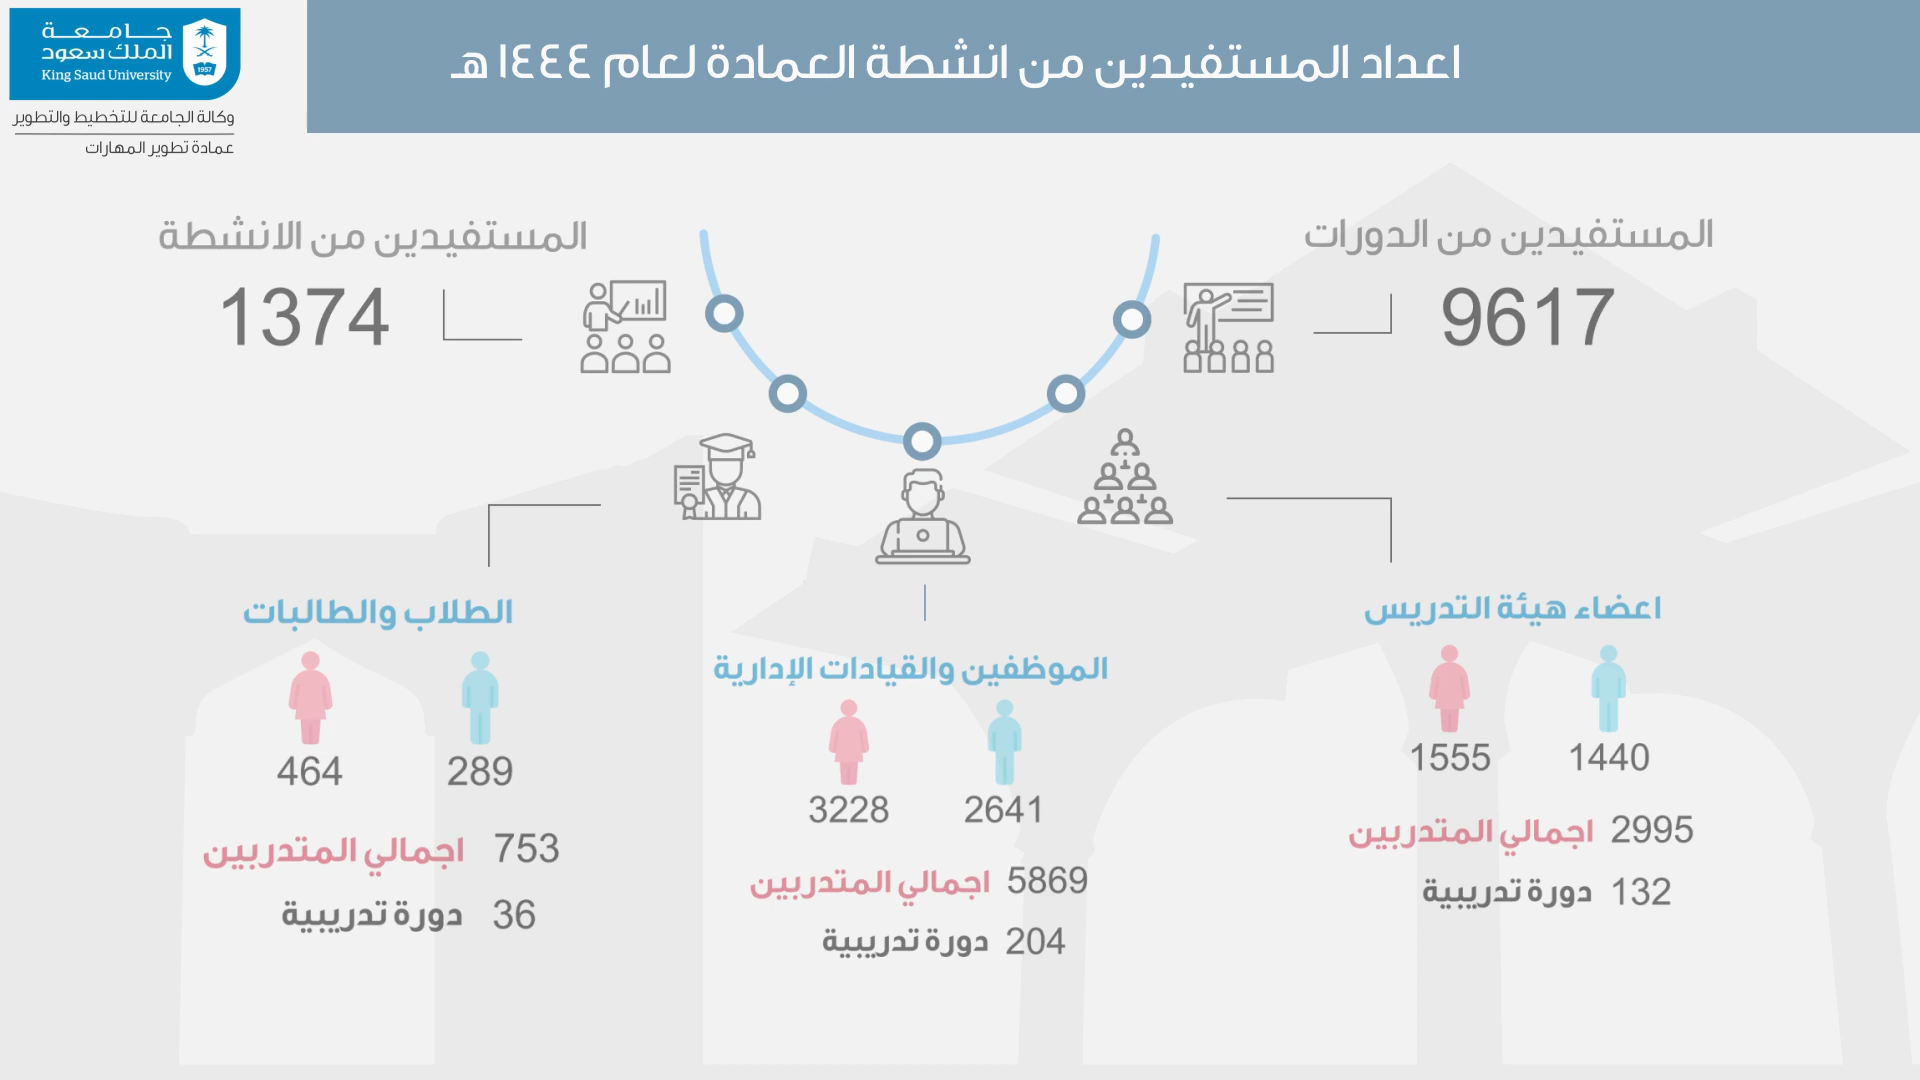 جامعة
الملك سعود
King Saud University
1957
وكالة الجامعة للتخطيط والتطوير
عمادة تطوير المهارات
اعداد المستفيدين من انشطة العمادة لعام ١٤٤٤ هـ
المستفيدين من الدورات
9617
المستفيدين من الانشطة
1374
اعضاء هيئة التدريس
1440
1555
2995 اجمالي المتدربين
132 دورة تدريبية
الموظفين والقيادات الإدارية
2641
3228
5869 اجمالي المتدربين
204 دورة تدريبية
الطلاب والطالبات
289
464
753 اجمالي المتدربين
36 دورة تدريبية